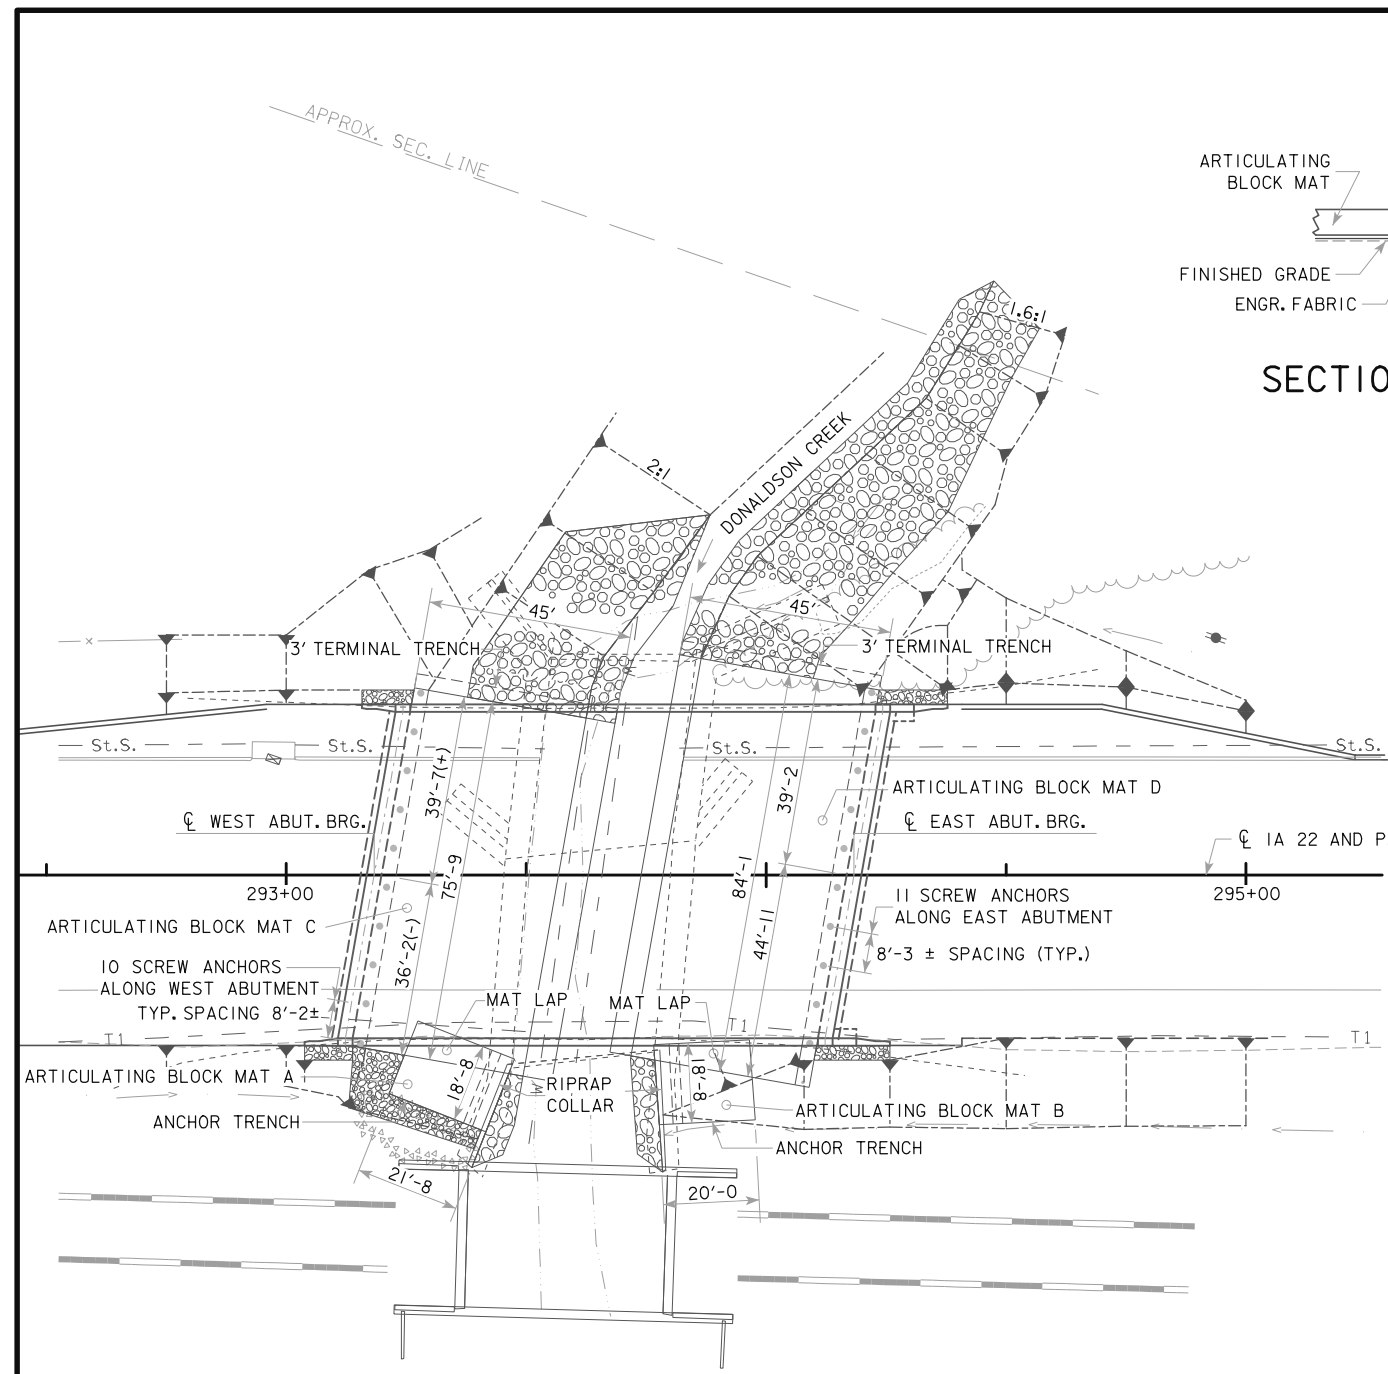 APPROX. SEC. LINE
ARTICULATING
BLOCK MAT
FINISHED GRADE
ENGR. FABRIC
SECTIO
1.6:1
2:1
DONALDSON CREEK
45'
45'
3' TERMINAL TRENCH
3' TERMINAL TRENCH
St.S.
St.S.
St.S.
St.S.
39'-7(+)
39'-2
ARTICULATING BLOCK MAT D
℄ WEST ABUT. BRG.
℄ EAST ABUT. BRG.
℄ IA 22 AND P
75'-9
84'-1
293+00
295+00
11 SCREW ANCHORS
ALONG EAST ABUTMENT
ARTICULATING BLOCK MAT C
36'-2(-)
44'-11
8'-3 ± SPACING (TYP.)
10 SCREW ANCHORS
ALONG WEST ABUTMENT
TYP. SPACING 8'-2±
MAT LAP
MAT LAP
T1
T1
T1
ARTICULATING BLOCK MAT A
18'-8
RIPRAP
COLLAR
18'-8
ARTICULATING BLOCK MAT B
ANCHOR TRENCH
ANCHOR TRENCH
21'-8
20'-0